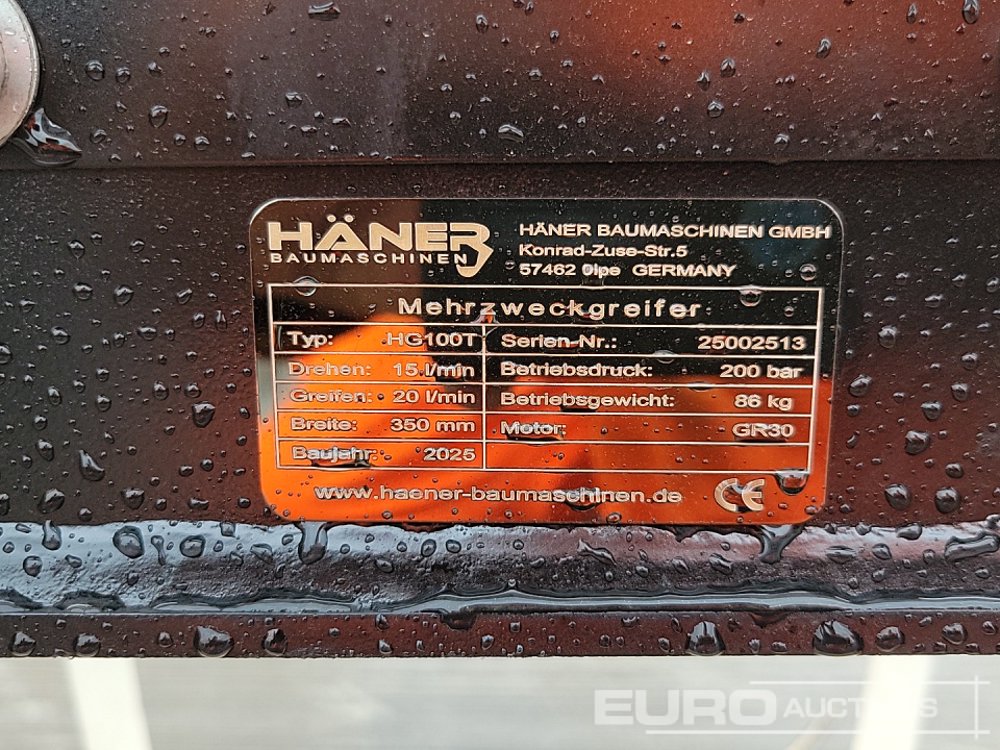 HÄNER
BAUMASCHINEN
HÄNER BAUMASCHINEN GMBH
Konrad-Zuse-Str.5
57462 Olpe GERMANY
Mehrzweckgreifer
Typ: HG100T Serien-Nr.: 25002513
Drehen: 15 l/min Betriebsdruck: 200 bar
Greifen: 20 l/min Betriebsgewicht: 86 kg
Breite: 350 mm Motor: GR30
Baujahr: 2025
www.haener-baumaschinen.de CE
EURO AUCTIONS